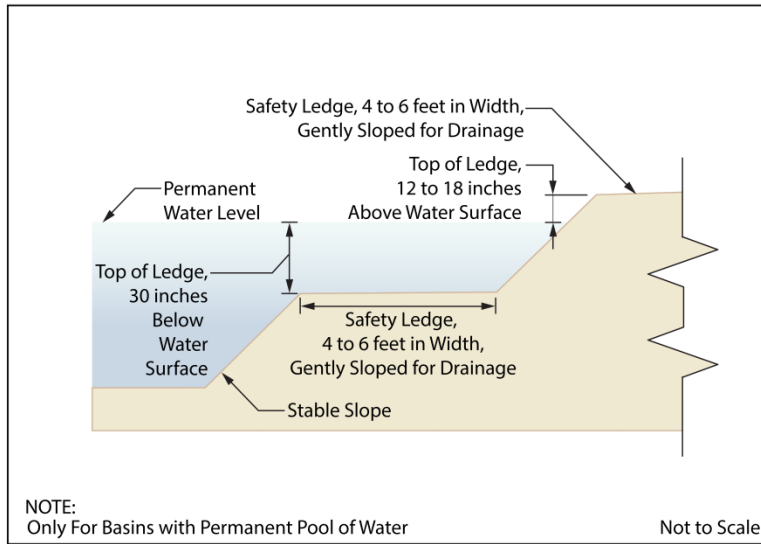 Safety Ledge, 4 to 6 feet in Width,
Gently Sloped for Drainage
Top of Ledge,
12 to 18 inches
Above Water Surface
Permanent
Water Level
Top of Ledge,
30 inches
Below
Water
Surface
Safety Ledge,
4 to 6 feet in Width,
Gently Sloped for Drainage
Stable Slope
NOTE:
Only For Basins with Permanent Pool of Water
Not to Scale